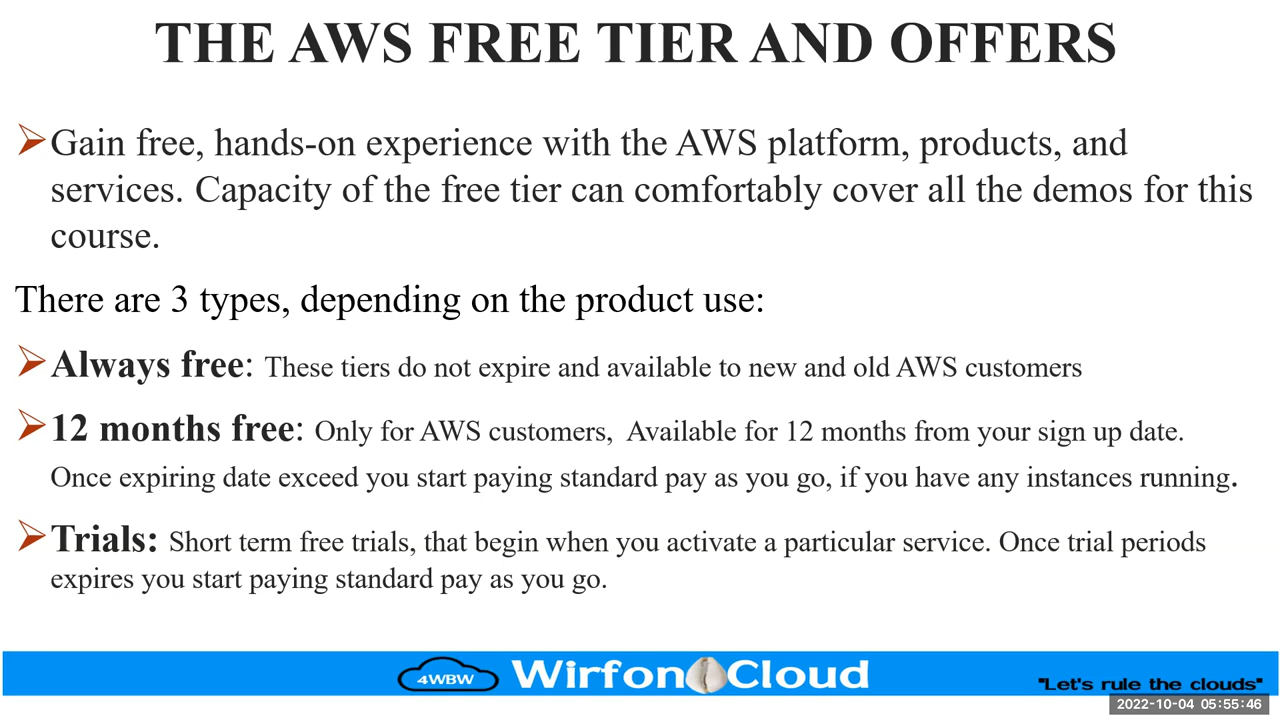 THE AWS FREE TIER AND OFFERS
Gain free, hands-on experience with the AWS platform, products, and
services. Capacity of the free tier can comfortably cover all the demos for this
course.
There are 3 types, depending on the product use:
Always free: These tiers do not expire and available to new and old AWS customers
12 months free: Only for AWS customers,  Available for 12 months from your sign up date.
Once expiring date exceed you start paying standard pay as you go, if you have any instances running.
Trials: Short term free trials, that begin when you activate a particular service. Once trial periods
expires you start paying standard pay as you go.
4WBW Wirfon Cloud
"Let's rule the clouds"
2022-10-04 05:55:46